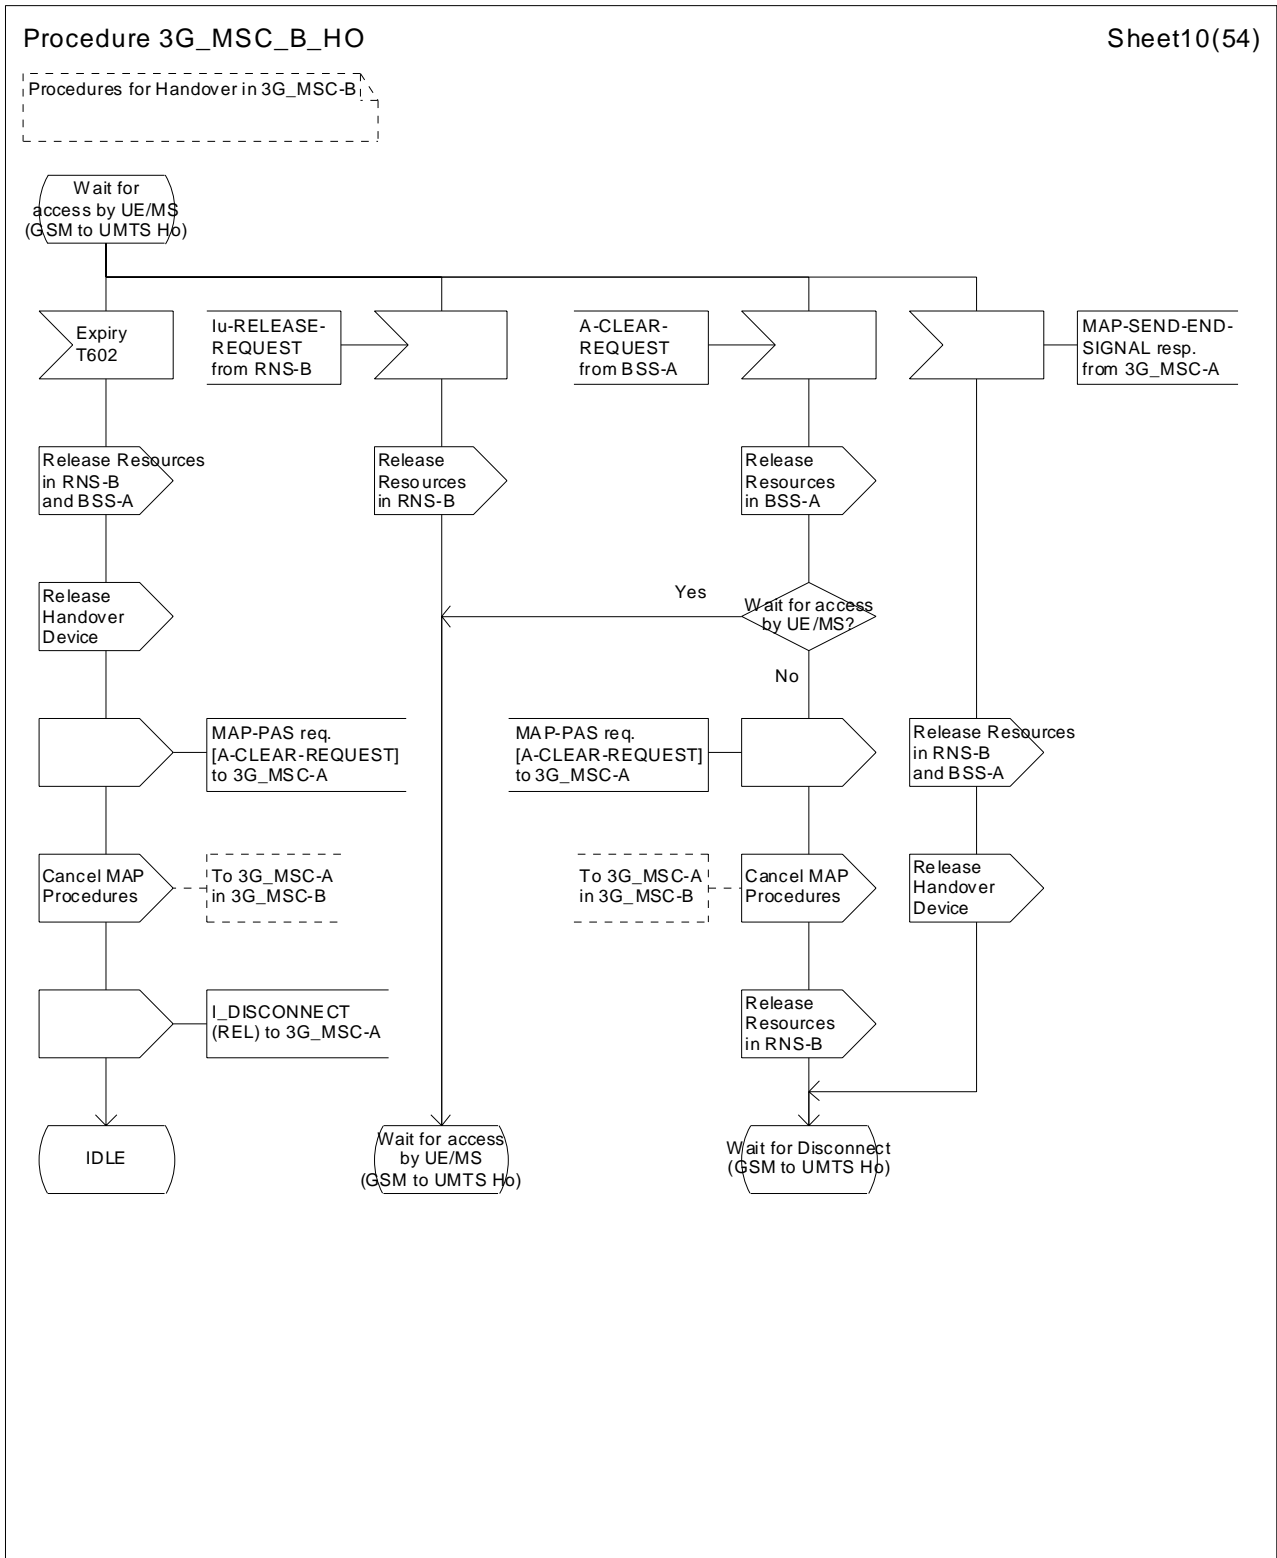 Procedure 3G_MSC_B_HO
Sheet10(54)
Procedures for Handover in 3G_MSC-B
Wait for
access by UE/MS
(GSM to UMTS Ho)
Expiry
T602
Iu-RELEASE-
REQUEST
from RNS-B
A-CLEAR-
REQUEST
from BSS-A
MAP-SEND-END-
SIGNAL resp.
from 3G_MSC-A
Release Resources
in RNS-B
and BSS-A
Release
Resources
in RNS-B
Release
Resources
in BSS-A
Release
Handover
Device
Yes
Wait for access
by UE/MS?
No
MAP-PAS req.
[A-CLEAR-REQUEST]
to 3G_MSC-A
MAP-PAS req.
[A-CLEAR-REQUEST]
to 3G_MSC-A
Release Resources
in RNS-B
and BSS-A
Cancel MAP
Procedures
To 3G_MSC-A
in 3G_MSC-B
To 3G_MSC-A
in 3G_MSC-B
Cancel MAP
Procedures
Release
Handover
Device
I_DISCONNECT
(REL) to 3G_MSC-A
Release
Resources
in RNS-B
IDLE
Wait for access
by UE/MS
(GSM to UMTS Ho)
Wait for Disconnect
(GSM to UMTS Ho)